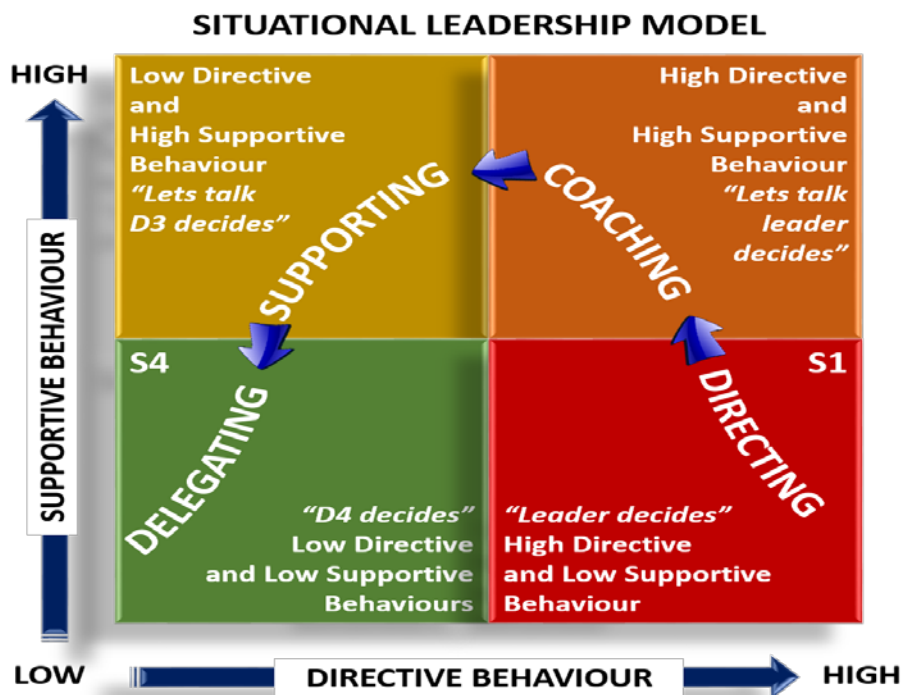 SITUATIONAL LEADERSHIP MODEL
HIGH
Low Directive
and
High Supportive
Behaviour
“Lets talk
D3 decides”
SUPPORTING
High Directive
and
High Supportive
Behaviour
“Lets talk
leader
decides”
COACHING
SUPPORTIVE BEHAVIOUR
S4
DELEGATING
“D4 decides”
Low Directive
and Low Supportive
Behaviours
S1
DIRECTING
“Leader decides”
High Directive
and Low Supportive
Behaviour
LOW
DIRECTIVE BEHAVIOUR
HIGH